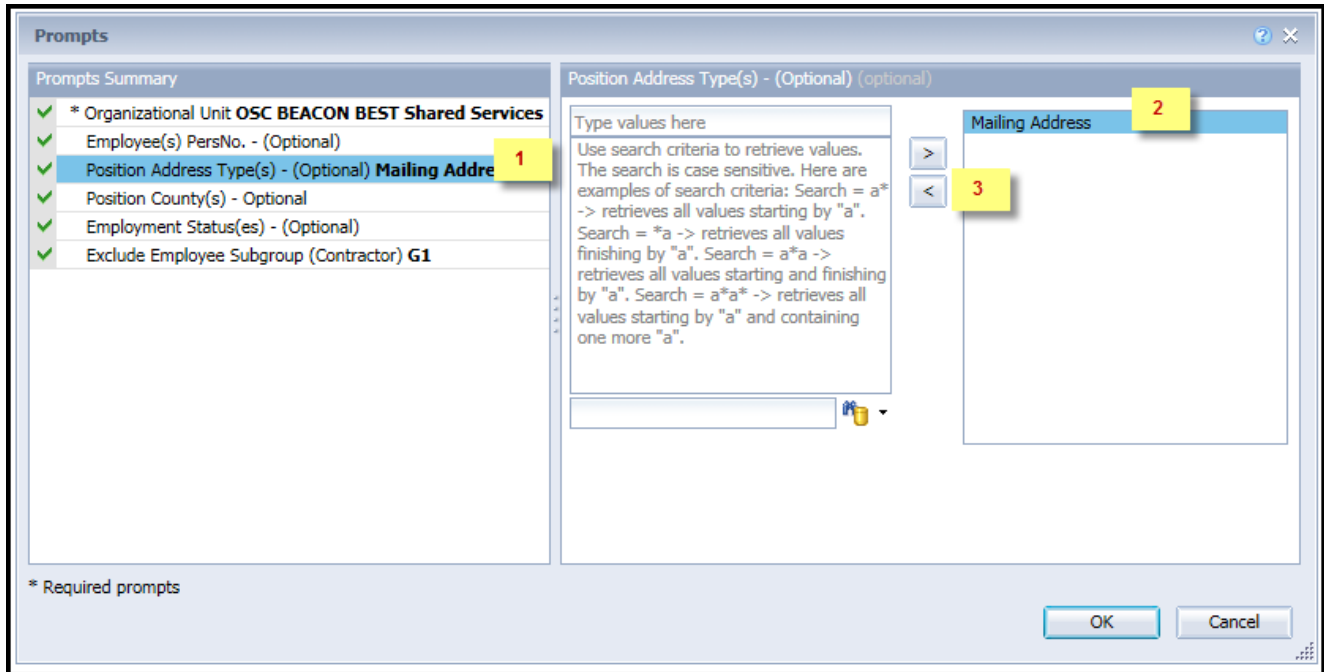 Prompts
Prompts Summary
* Organizational Unit OSC BEACON BEST Shared Services
Employee(s) PersNo. - (Optional)
Position Address Type(s) - (Optional) Mailing Addre
1
Position County(s) - Optional
Employment Status(es) - (Optional)
Exclude Employee Subgroup (Contractor) G1
Position Address Type(s) - (Optional) (optional)
Type values here
Use search criteria to retrieve values.
The search is case sensitive. Here are
examples of search criteria: Search = a*
-> retrieves all values starting by "a".
Search = *a -> retrieves all values
finishing by "a". Search = a*a ->
retrieves all values starting and finishing
by "a". Search = a*a* -> retrieves all
values starting by "a" and containing
one more "a".
>
<
3
Mailing Address
2
* Required prompts
OK
Cancel